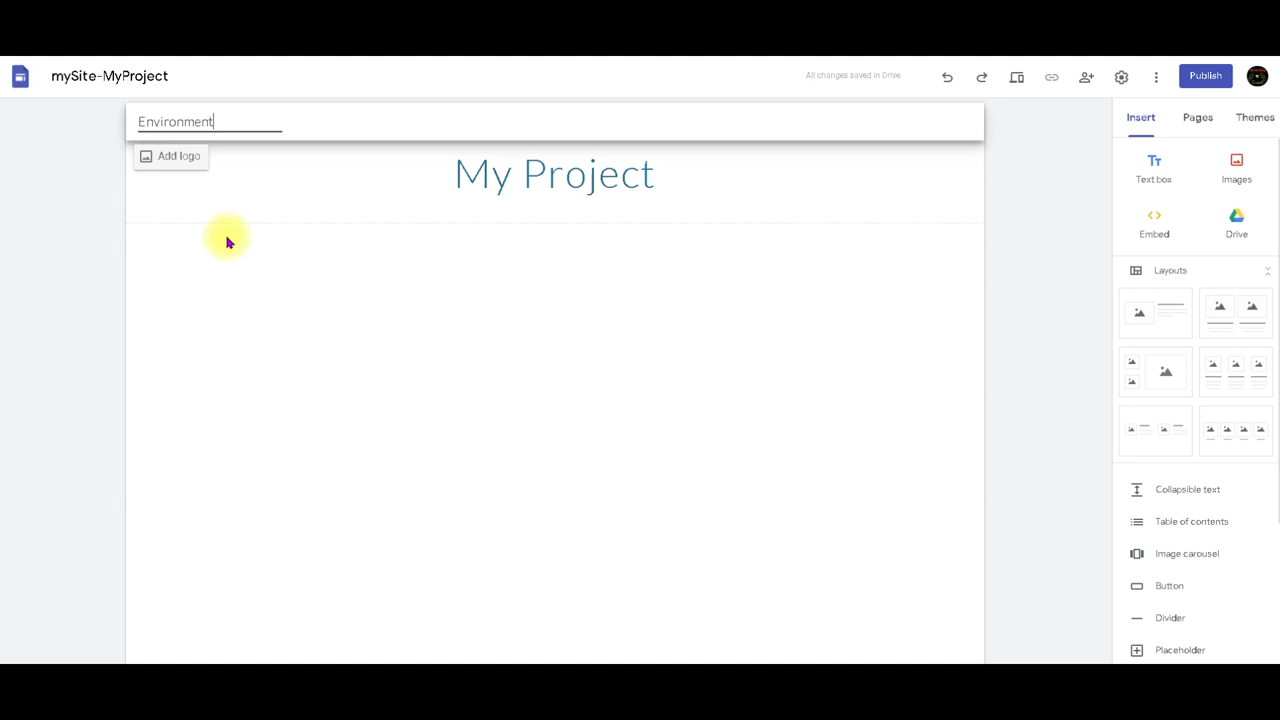 mySite-MyProject
All changes saved in Drive
Publish
Environment
Add logo
My Project
Insert Pages Themes
Tt
Text box Images
Embed Drive
Layouts
Collapsible text
Table of contents
Image carousel
Button
Divider
Placeholder